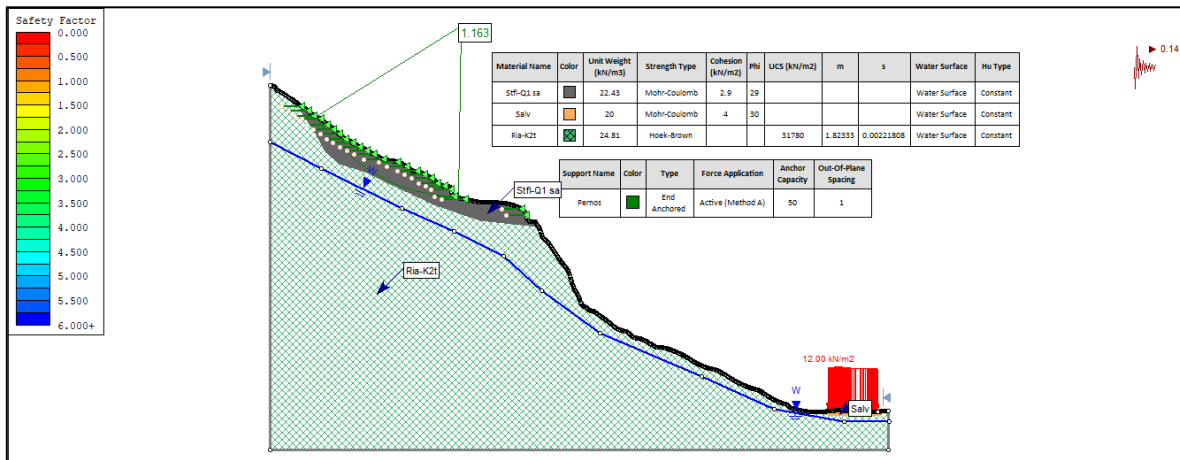 Safety Factor
0.000
0.500
1.000
1.500
2.000
2.500
3.000
3.500
4.000
4.500
5.000
5.500
6.000+
1.163
0.14
Material Name Color Unit Weight (kN/m3) Strength Type Cohesion (kN/m2) Phi UCS (kN/m2) m s Water Surface Hu Type
Stfl-Q1 sa 22.43 Mohr-Coulomb 2.9 29 Water Surface Constant
Salv 20 Mohr-Coulomb 4 30 Water Surface Constant
Ria-K2t 24.81 Hoek-Brown 31780 1.82333 0.00221808 Water Surface Constant
Support Name Color Type Force Application Anchor Capacity Out-Of-Plane Spacing
Pernos End Anchored Active (Method A) 50 1
W
Stfl-Q1 sa
Ria-K2t
12.00 kN/m2
W
Salv